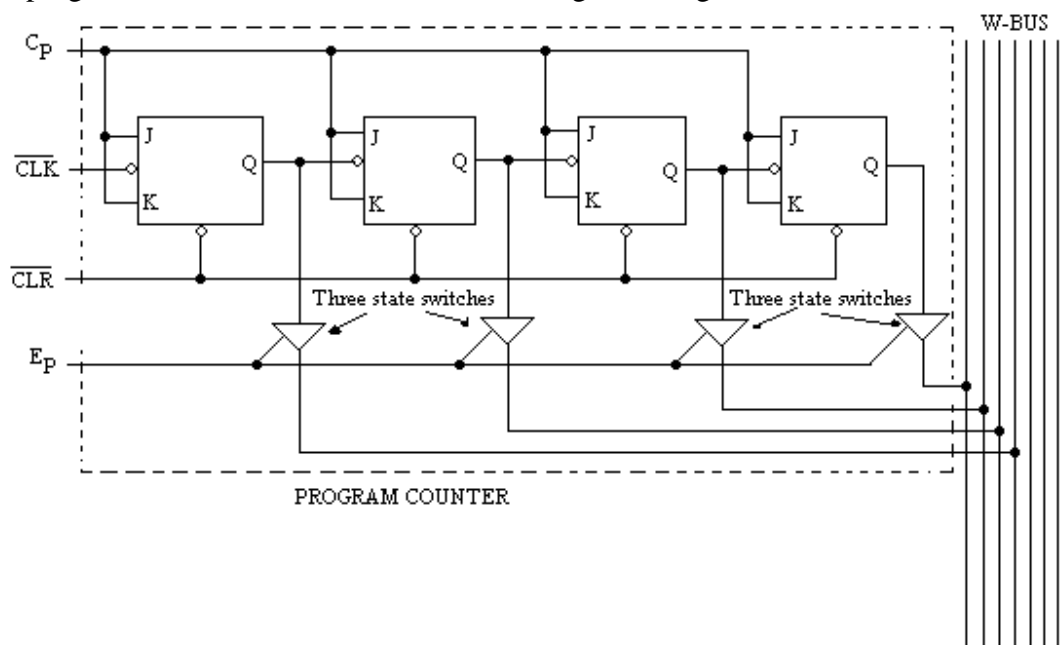 W-BUS
CP
J
J
J
J
Q
Q
Q
Q
CLK
K
K
K
K
CLR
Three state switches
Three state switches
EP
PROGRAM COUNTER